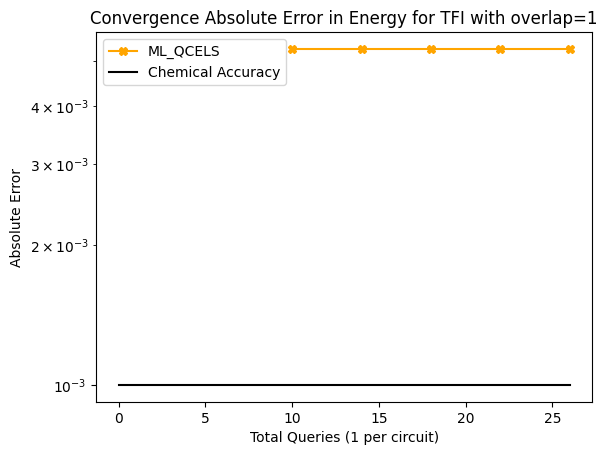 Convergence Absolute Error in Energy for TFI with overlap=1
ML_QCELS
Chemical Accuracy
4 × 10⁻³
3 × 10⁻³
2 × 10⁻³
10⁻³
Absolute Error
0 5 10 15 20 25
Total Queries (1 per circuit)